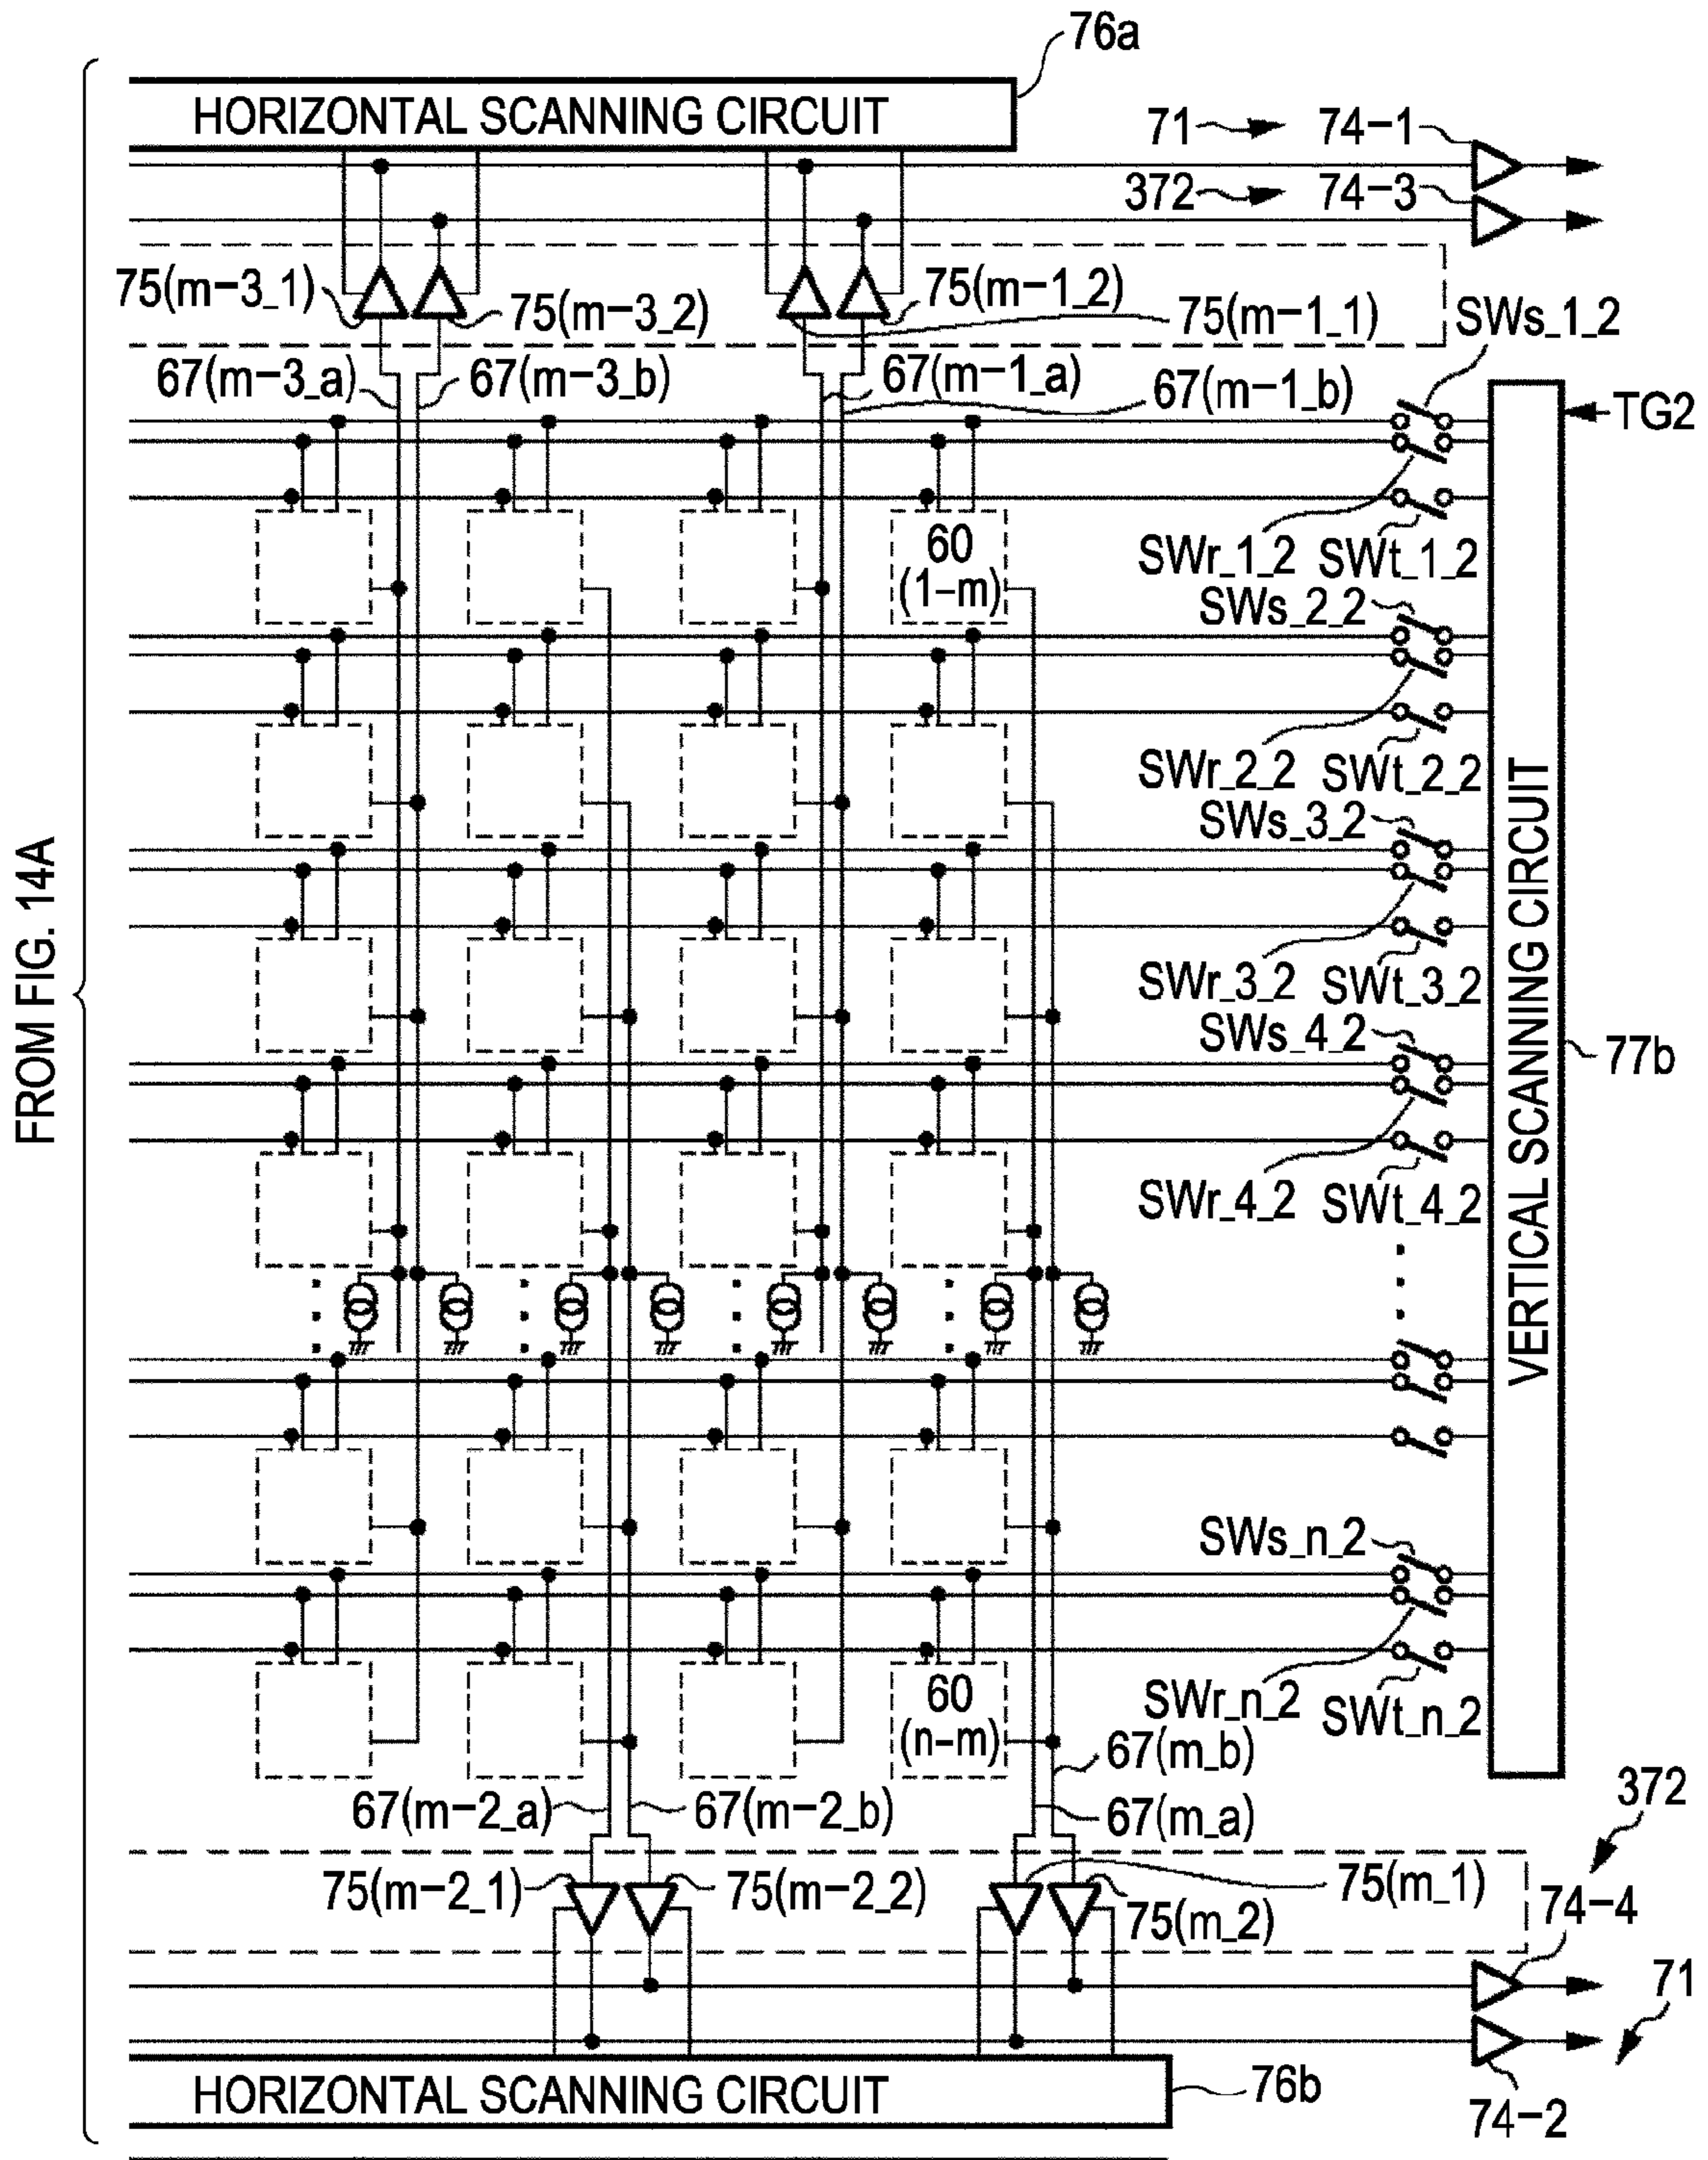 76a
HORIZONTAL SCANNING CIRCUIT
71
74-1
372
74-3
75(m-3_1)
75(m-3_2)
75(m-1_2)
75(m-1_1)
SWs_1_2
67(m-3_a)
67(m-3_b)
67(m-1_a)
67(m-1_b)
TG2
60
(1-m)
SWr_1_2
SWt_1_2
SWs_2_2
SWr_2_2
SWt_2_2
SWs_3_2
FROM FIG. 14A
VERTICAL SCANNING CIRCUIT
SWr_3_2
SWt_3_2
SWs_4_2
77b
SWr_4_2
SWt_4_2
SWs_n_2
60
(n-m)
SWr_n_2
SWt_n_2
67(m_b)
67(m-2_a)
67(m-2_b)
67(m_a)
372
75(m-2_1)
75(m-2_2)
75(m_1)
75(m_2)
74-4
71
HORIZONTAL SCANNING CIRCUIT
76b
74-2